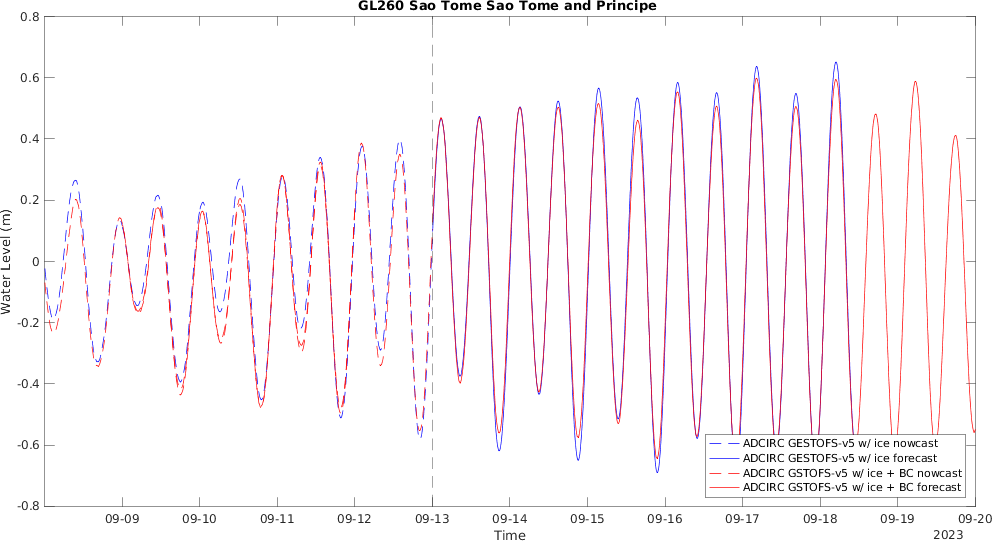 GL260 Sao Tome Sao Tome and Principe
Water Level (m)
0.8
0.6
0.4
0.2
0
-0.2
-0.4
-0.6
-0.8
ADCIRC GESTOFS-v5 w/ ice nowcast
ADCIRC GESTOFS-v5 w/ ice forecast
ADCIRC GSTOFS-v5 w/ ice + BC nowcast
ADCIRC GSTOFS-v5 w/ ice + BC forecast
09-09 09-10 09-11 09-12 09-13 09-14 09-15 09-16 09-17 09-18 09-19 09-20
Time
2023